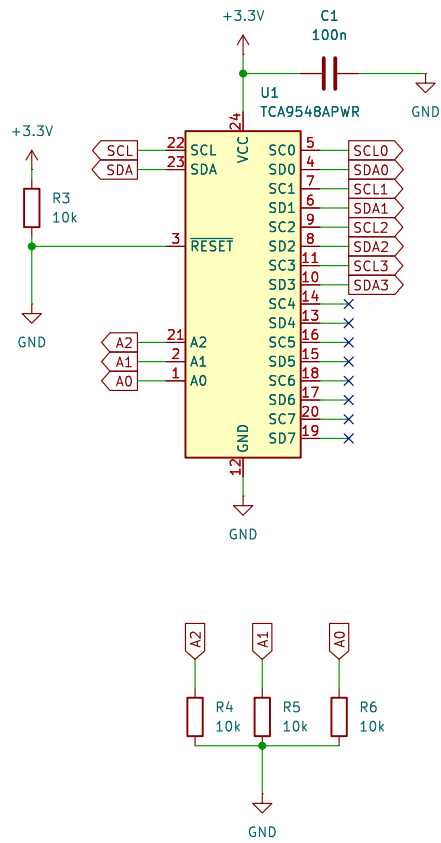 +3.3V
C1
100n
GND
U1
TCA9548APWR
24
VCC
+3.3V
R3
10k
GND
SCL
22
SCL
SDA
23
SDA
3
RESET
A2
21
A2
A1
2
A1
A0
1
A0
SC0
5
SCL0
SD0
4
SDA0
SC1
7
SCL1
SD1
6
SDA1
SC2
9
SCL2
SD2
8
SDA2
SC3
11
SCL3
SD3
10
SDA3
SC4
14
SD4
13
SC5
16
SD5
15
SC6
18
SD6
17
SC7
20
SD7
19
GND
12
GND
A2
A1
A0
R4
10k
R5
10k
R6
10k
GND